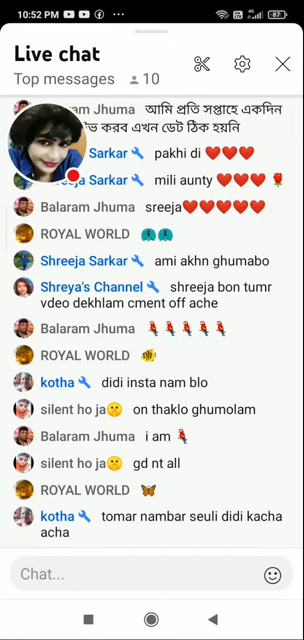 10:52 PM
87
Live chat
Top messages 10
Jhuma আমি প্রতি সপ্তাহে একদিন
করব এখন ডেট ঠিক হয়নি
Sarkar pakhi di ❤️❤️❤️
Sarkar mili aunty ❤️❤️❤️ 🌹
Balaram Jhuma sreeja❤️❤️❤️❤️❤️
ROYAL WORLD 🦚🦚
Shreeja Sarkar ami akhn ghumabo
Shreya's Channel shreeja bon tumr
vdeo dekhlam cment off ache
Balaram Jhuma 🦜🦜🦜🦜🦜
ROYAL WORLD 🐠
kotha didi insta nam blo
silent ho ja🤫 on thaklo ghumolam
Balaram Jhuma i am 🦜
silent ho ja🤫 gd nt all
ROYAL WORLD 🦋
kotha tomar nambar seuli didi kacha
acha
Chat...